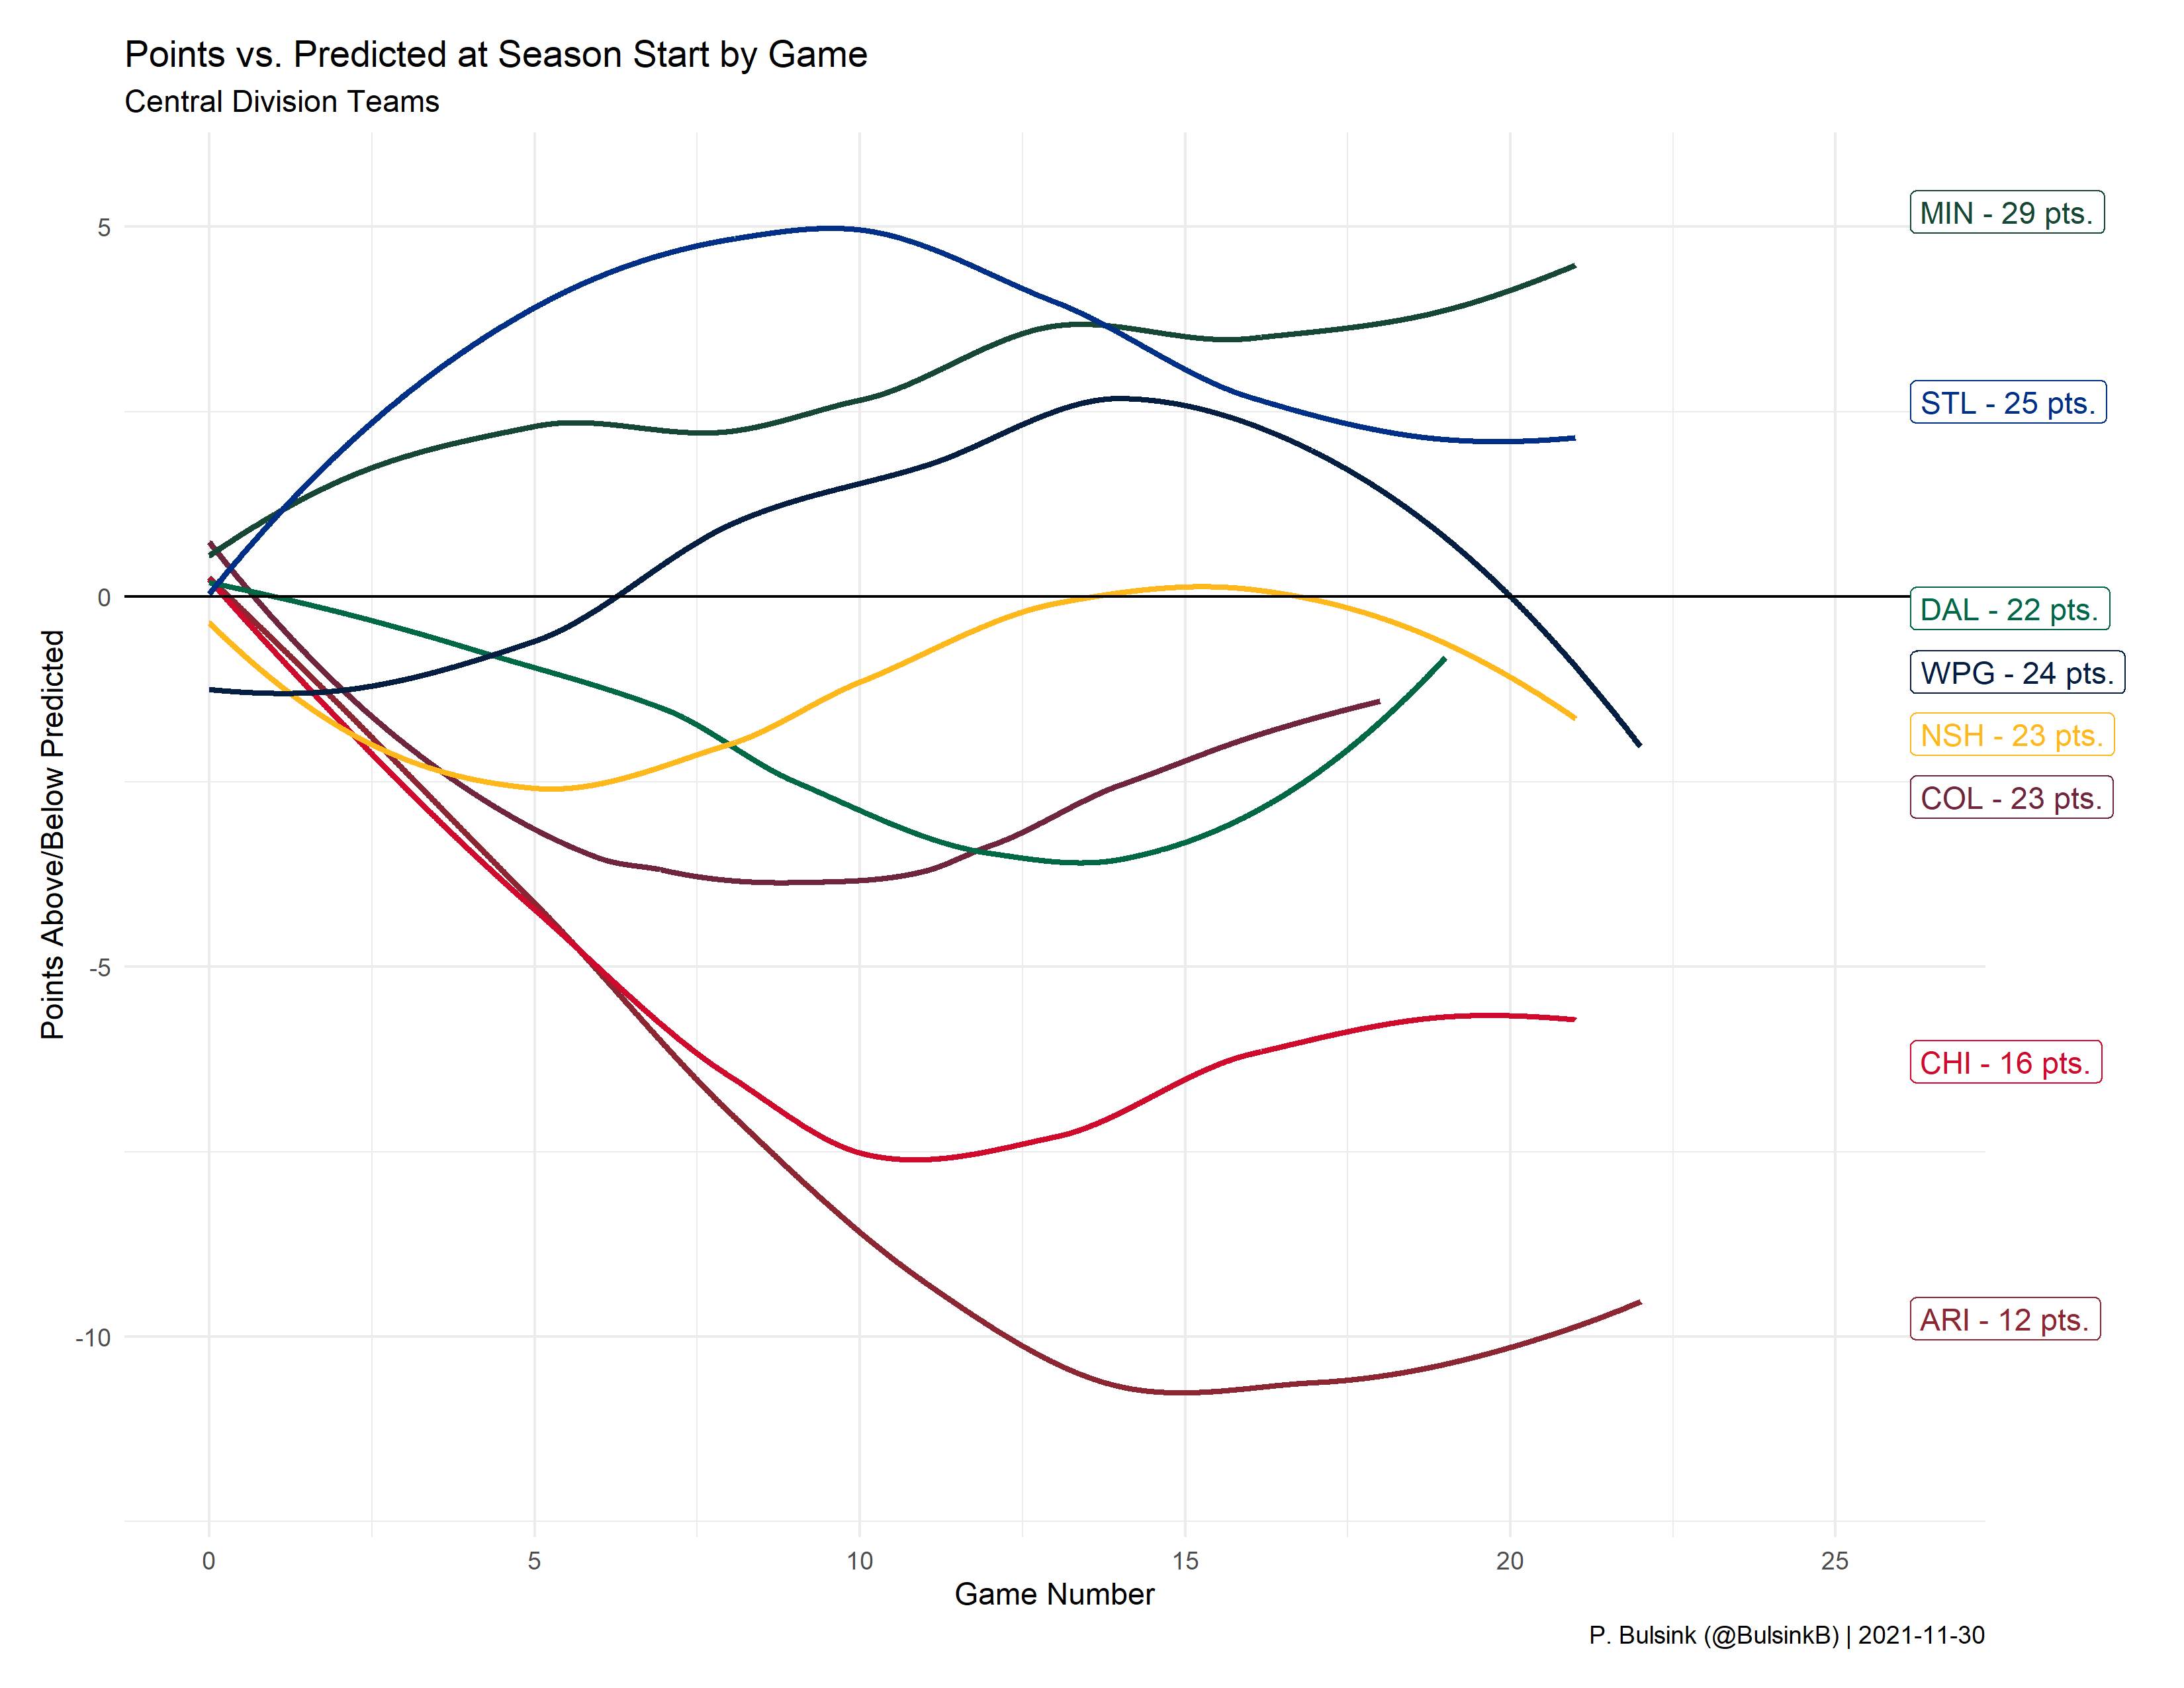 Points vs. Predicted at Season Start by Game
Central Division Teams
Points Above/Below Predicted
5
0
-5
-10
MIN - 29 pts.
STL - 25 pts.
DAL - 22 pts.
WPG - 24 pts.
NSH - 23 pts.
COL - 23 pts.
CHI - 16 pts.
ARI - 12 pts.
0 5 10 15 20 25
Game Number
P. Bulsink (@BulsinkB) | 2021-11-30